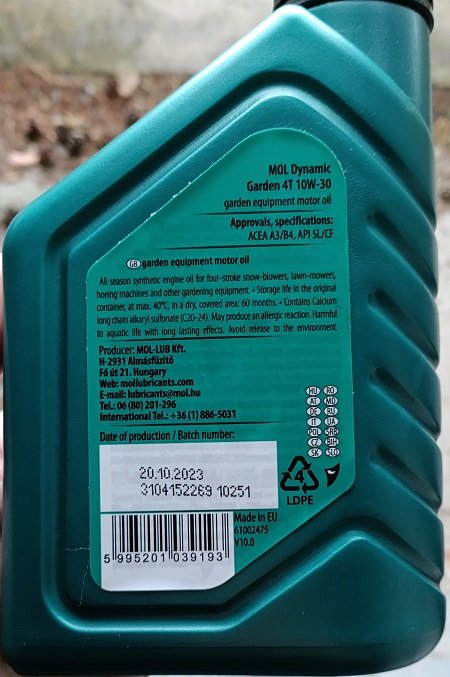 MOL Dynamic
Garden 4T 10W-30
garden equipment motor oil
Approvals, specifications:
ACEA A3/B4, API SL/CF
GB garden equipment motor oil
All season synthetic engine oil for four-stroke snow-blowers, lawn-mowers,
hoeing machines and other gardening equipment. • Storage life in the original
container, at max. 40°C. In a dry, covered area: 60 months. • Contains Calcium
long chain alkaryl sulfonate (C20-24). May produce an allergic reaction. Harmful
to aquatic life with long lasting effects. Avoid release to the environment.
Producer: MOL-LUB Kft.
H-2931 Almásfüzitő
Fő út 21. Hungary
Web: mollubricants.com
E-mail: lubricants@mol.hu
Tel.: 06 (80) 201-296
International Tel.: +36 (1) 886-5031
HU RO
AT MD
DE RU
IT UA
POL SRB
CZ BIH
SK SLO
Date of production / Batch number:
20.10.2023
3104152269 10251
4
LDPE
Made in EU
61002475
V10.0
5 995201 039193